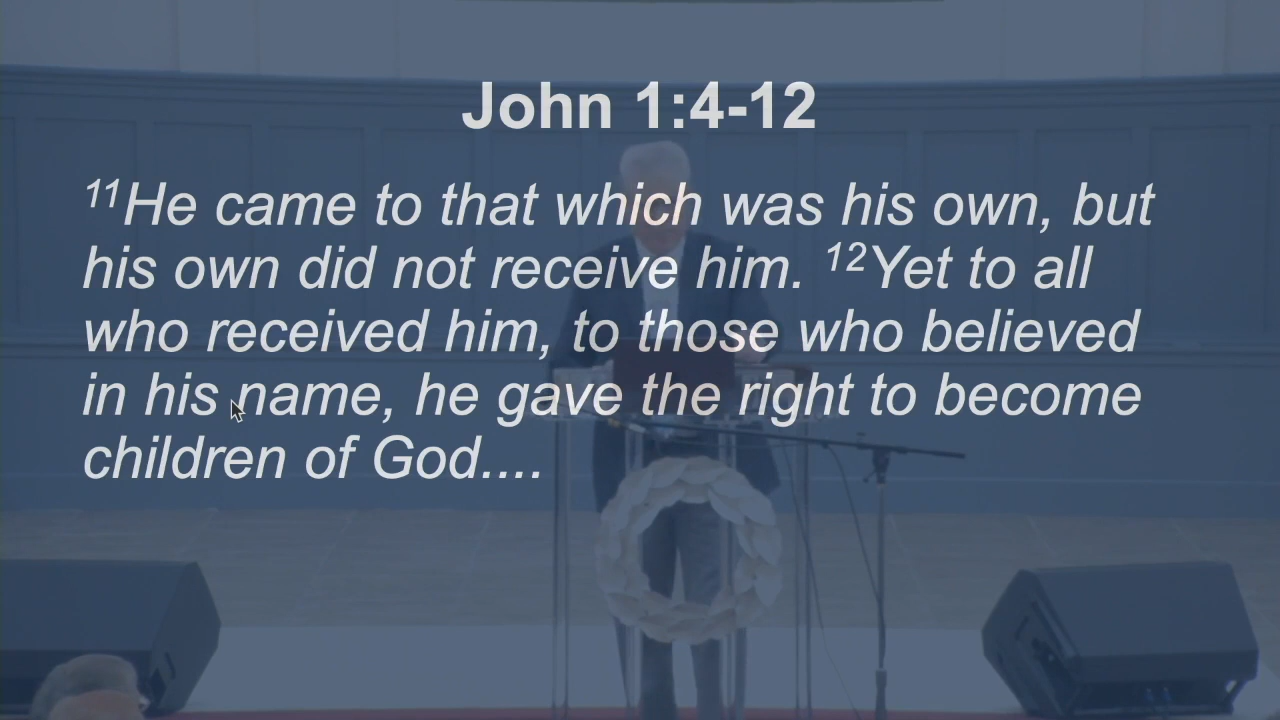 John 1:4-12
11He came to that which was his own, but
his own did not receive him. 12Yet to all
who received him, to those who believed
in his name, he gave the right to become
children of God....